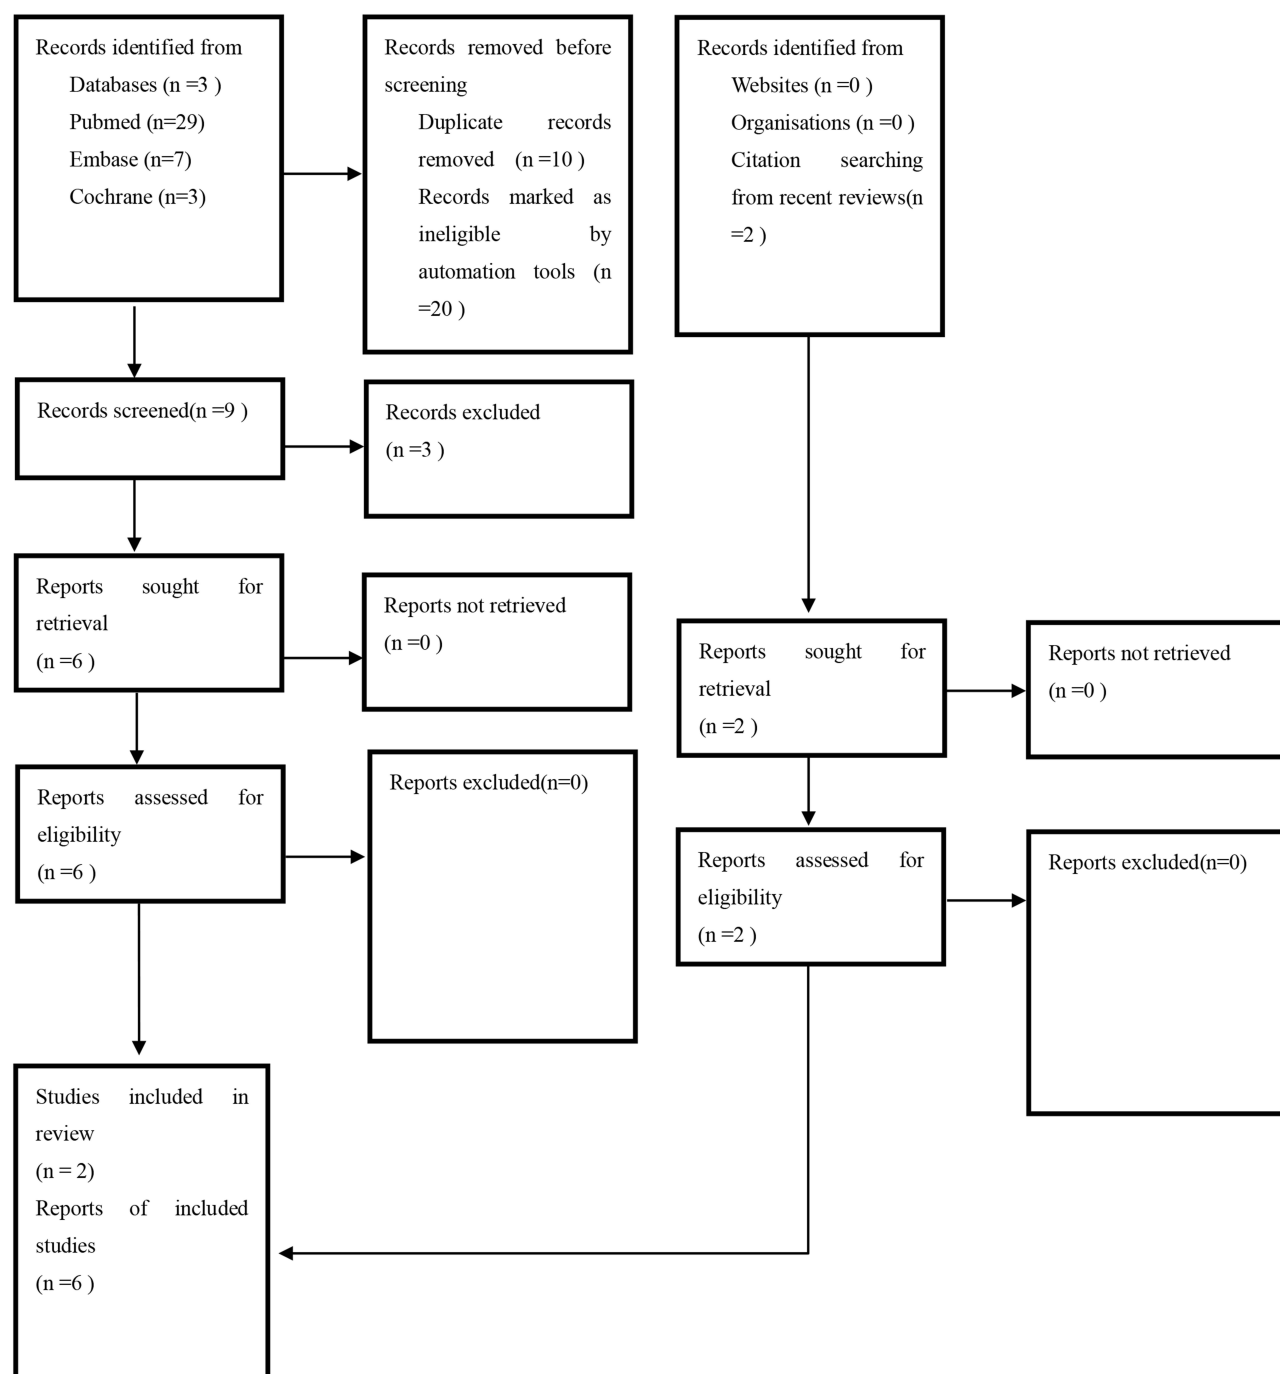 Records identified from
Databases (n =3 )
Pubmed (n=29)
Embase (n=7)
Cochrane (n=3)
Records removed before
screening
Duplicate records
removed (n =10 )
Records marked as
ineligible by
automation tools (n
=20 )
Records identified from
Websites (n =0 )
Organisations (n =0 )
Citation searching
from recent reviews(n
=2 )
Records screened(n =9 )
Records excluded
(n =3 )
Reports sought for
retrieval
(n =6 )
Reports not retrieved
(n =0 )
Reports sought for
retrieval
(n =2 )
Reports not retrieved
(n =0 )
Reports assessed for
eligibility
(n =6 )
Reports excluded(n=0)
Reports assessed for
eligibility
(n =2 )
Reports excluded(n=0)
Studies included in
review
(n = 2)
Reports of included
studies
(n =6 )